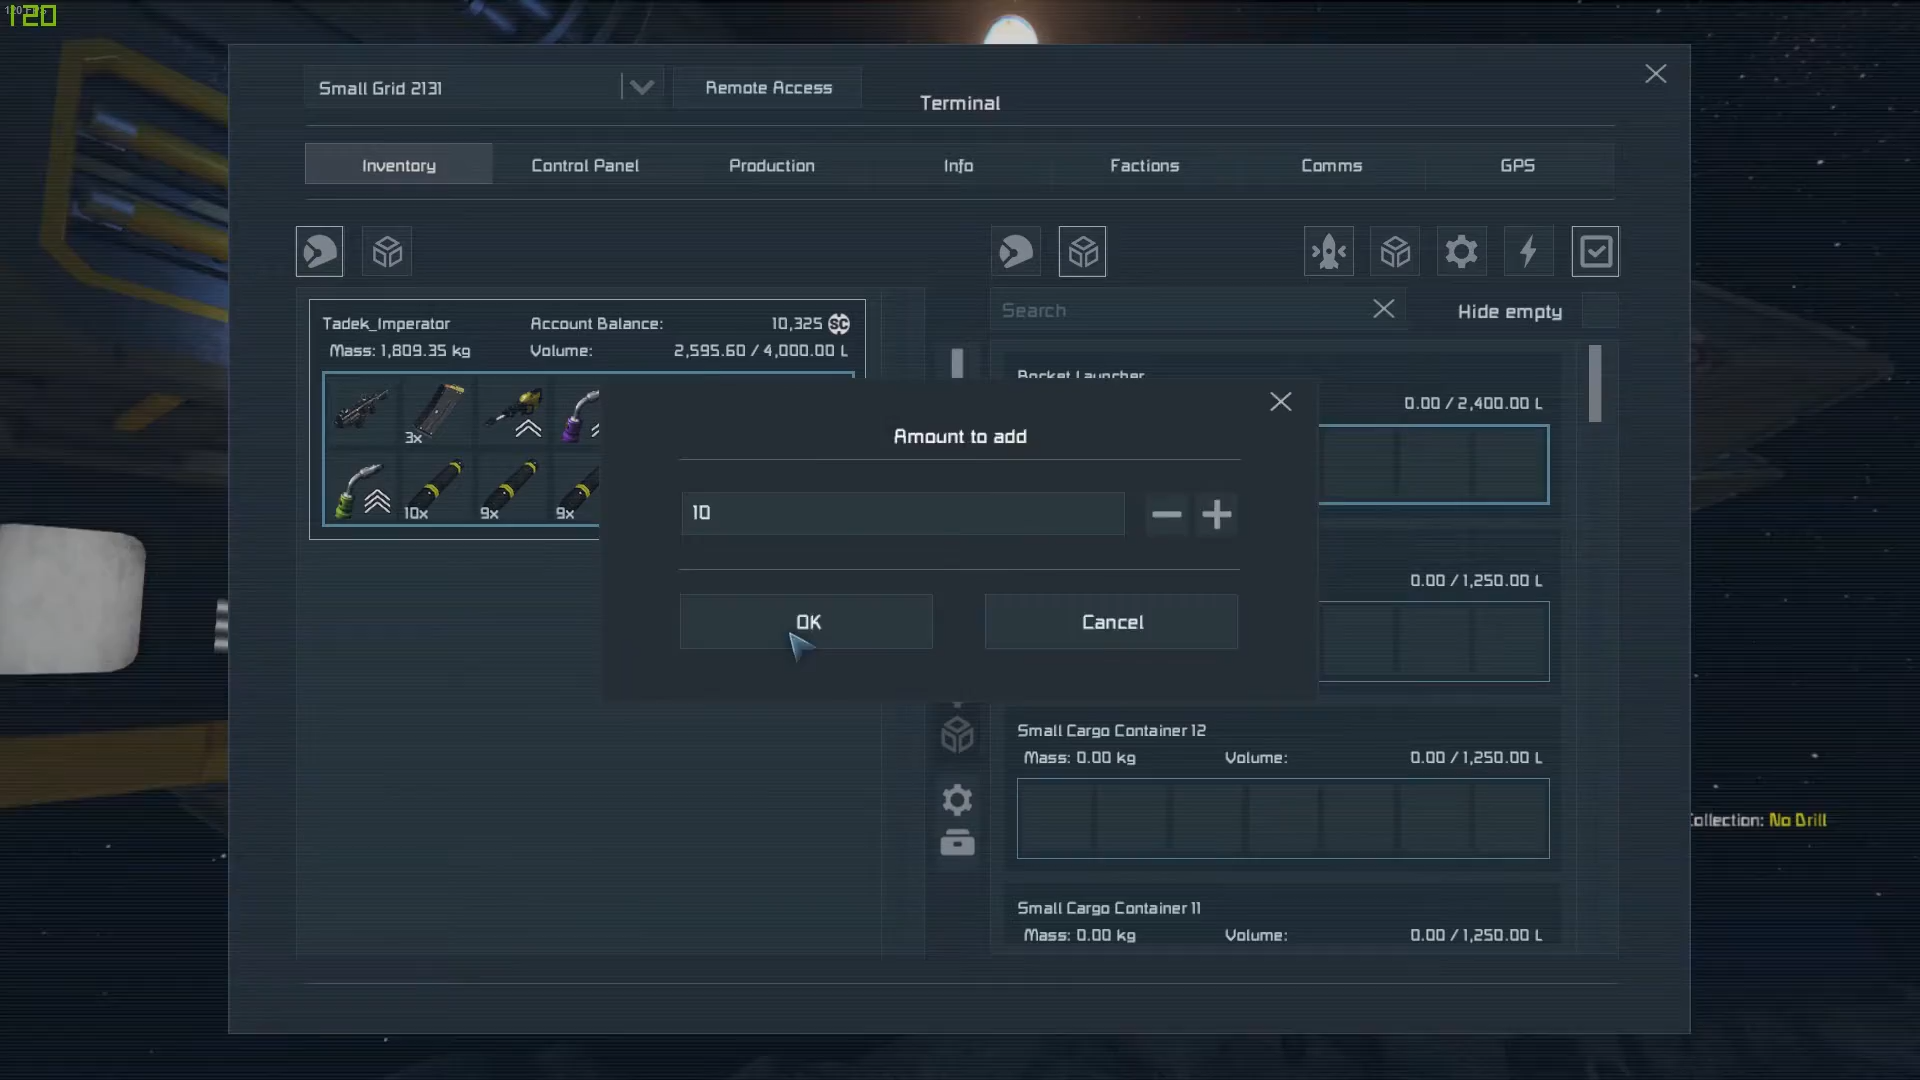 120
Small Grid 2131
Remote Access
Terminal
Inventory
Control Panel
Production
Info
Factions
Comms
GPS
Search
Hide empty
Tadek_Imperator
Account Balance:
10,325 SC
Mass: 1,809.35 kg
Volume:
2,595.60 / 4,000.00 L
3x
10x
9x
9x
Amount to add
10
OK
Cancel
Rocket Launcher
0.00 / 2,400.00 L
0.00 / 1,250.00 L
Small Cargo Container 12
Mass: 0.00 kg
Volume:
0.00 / 1,250.00 L
Small Cargo Container 11
Mass: 0.00 kg
Volume:
0.00 / 1,250.00 L
Collection: No Drill